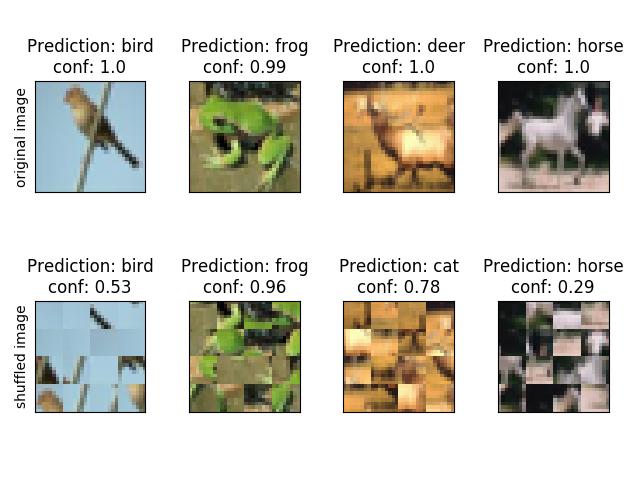 Prediction: bird
conf: 1.0
Prediction: frog
conf: 0.99
Prediction: deer
conf: 1.0
Prediction: horse
conf: 1.0
original image
Prediction: bird
conf: 0.53
Prediction: frog
conf: 0.96
Prediction: cat
conf: 0.78
Prediction: horse
conf: 0.29
shuffled image